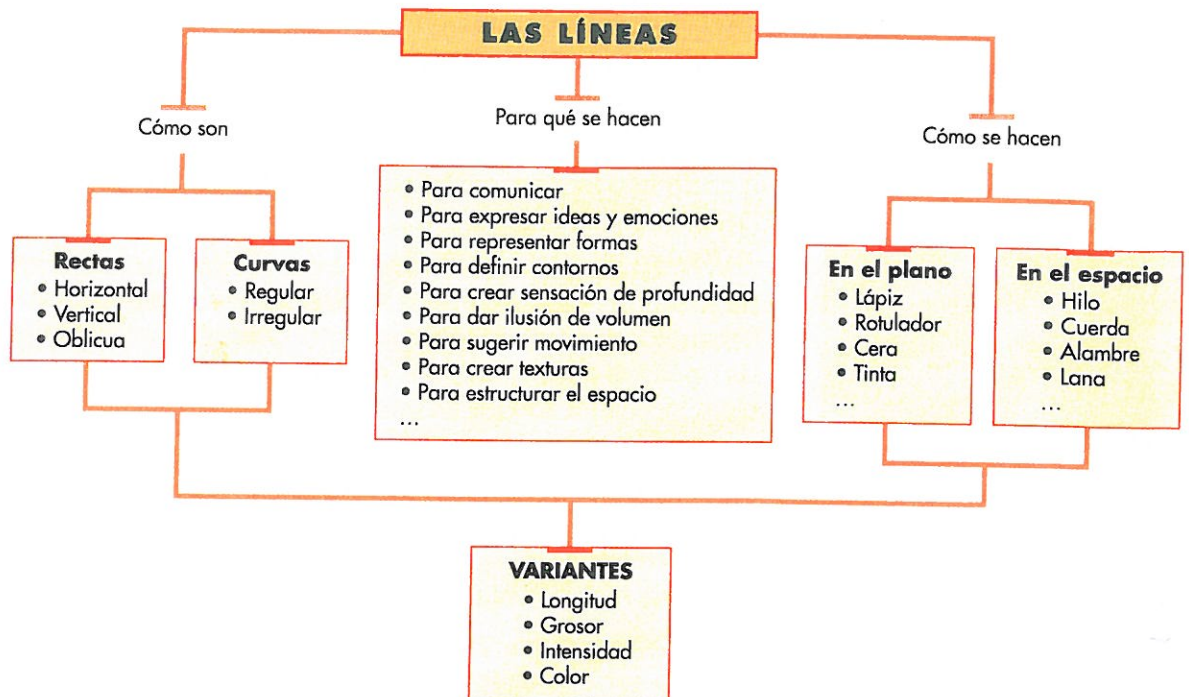 LAS LÍNEAS
Cómo son
Para qué se hacen
Cómo se hacen
Rectas
• Horizontal
• Vertical
• Oblicua
Curvas
• Regular
• Irregular
• Para comunicar
• Para expresar ideas y emociones
• Para representar formas
• Para definir contornos
• Para crear sensación de profundidad
• Para dar ilusión de volumen
• Para sugerir movimiento
• Para crear texturas
• Para estructurar el espacio
...
En el plano
• Lápiz
• Rotulador
• Cera
• Tinta
...
En el espacio
• Hilo
• Cuerda
• Alambre
• Lana
...
VARIANTES
• Longitud
• Grosor
• Intensidad
• Color